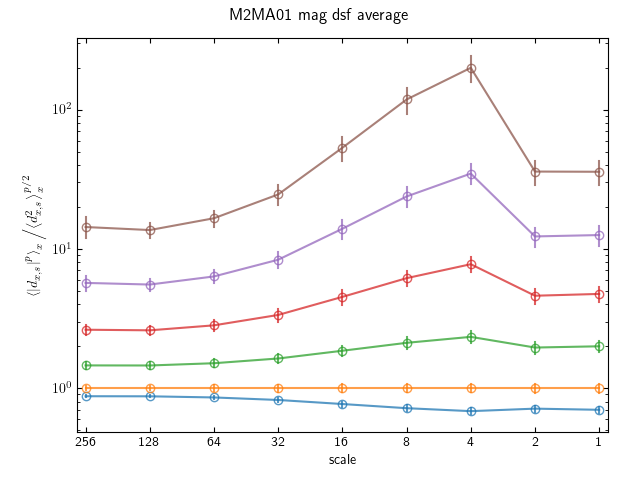 M2MA01 mag dsf average
⟨|d_{x,s}|^p⟩_x / ⟨d_{x,s}^2⟩_x^{p/2}
10^2
10^1
10^0
256 128 64 32 16 8 4 2 1
scale